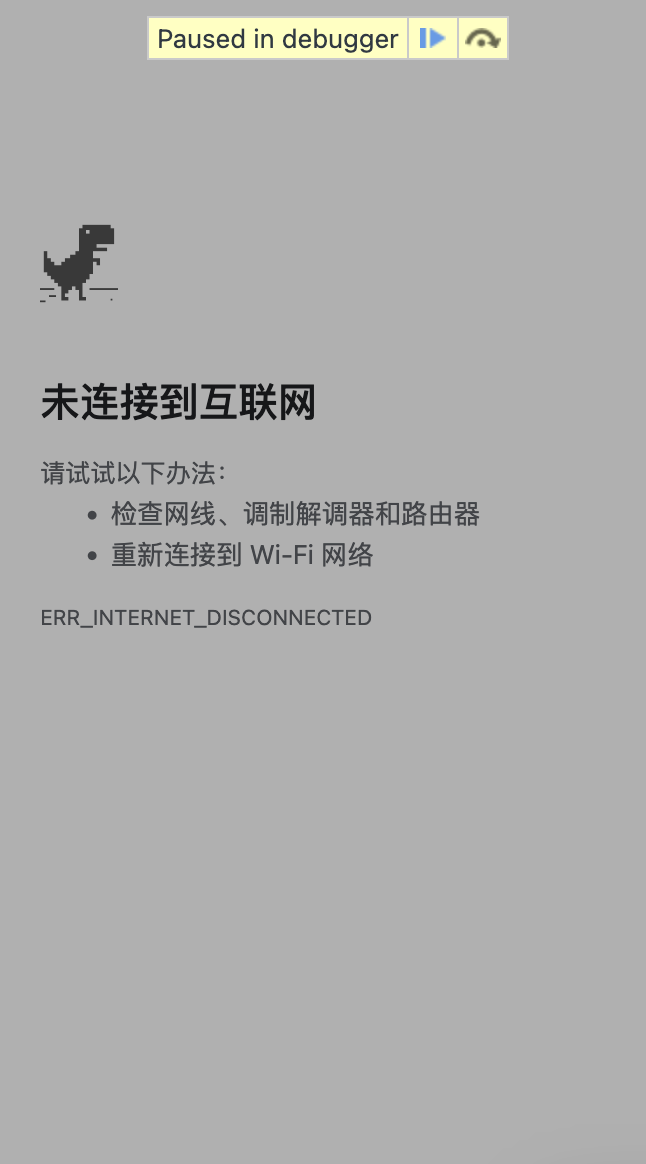 Paused in debugger
未连接到互联网
请试试以下办法：
检查网线、调制解调器和路由器
重新连接到 Wi-Fi 网络
ERR_INTERNET_DISCONNECTED